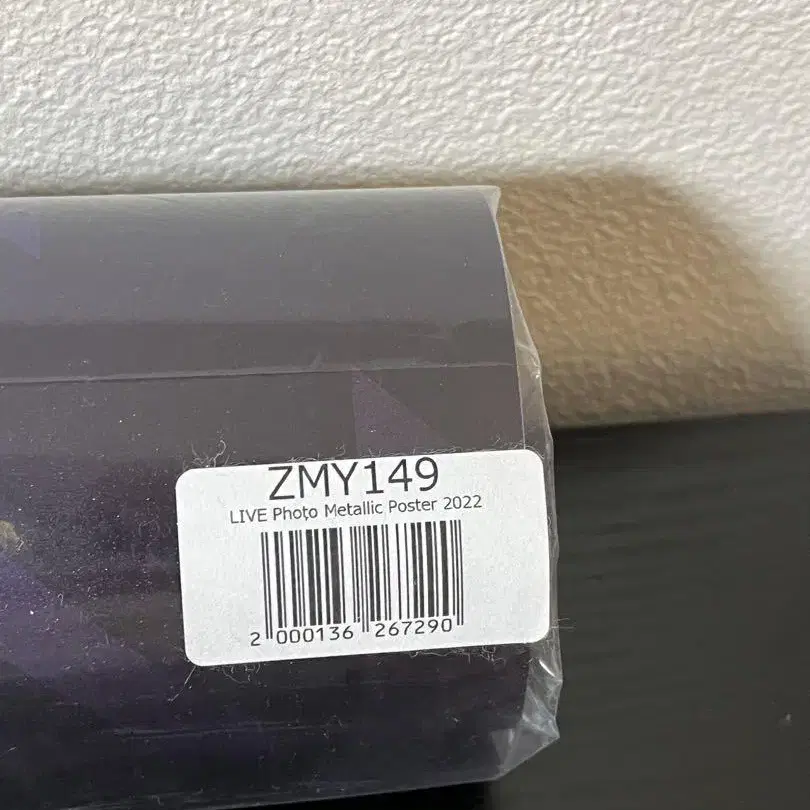 ZMY149
LIVE Photo Metallic Poster 2022
2 000136 267290